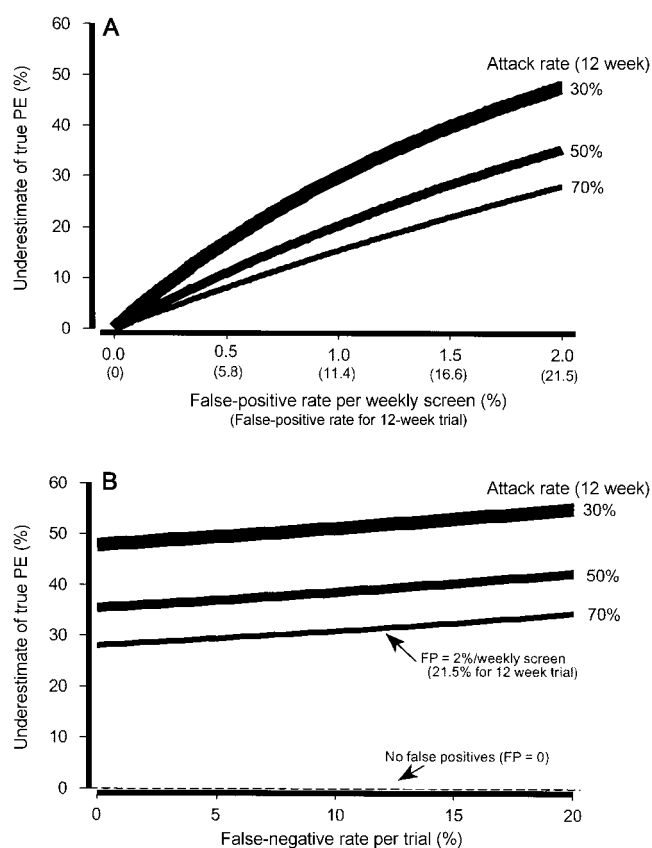 A
60
50
40
30
20
10
0
Underestimate of true PE (%)
Attack rate (12 week)
30%
50%
70%
0.0 0.5 1.0 1.5 2.0
(0) (5.8) (11.4) (16.6) (21.5)
False-positive rate per weekly screen (%)
(False-positive rate for 12-week trial)
B
60
50
40
30
20
10
0
Underestimate of true PE (%)
Attack rate (12 week)
30%
50%
70%
FP = 2%/weekly screen
(21.5% for 12 week trial)
No false positives (FP = 0)
0 5 10 15 20
False-negative rate per trial (%)